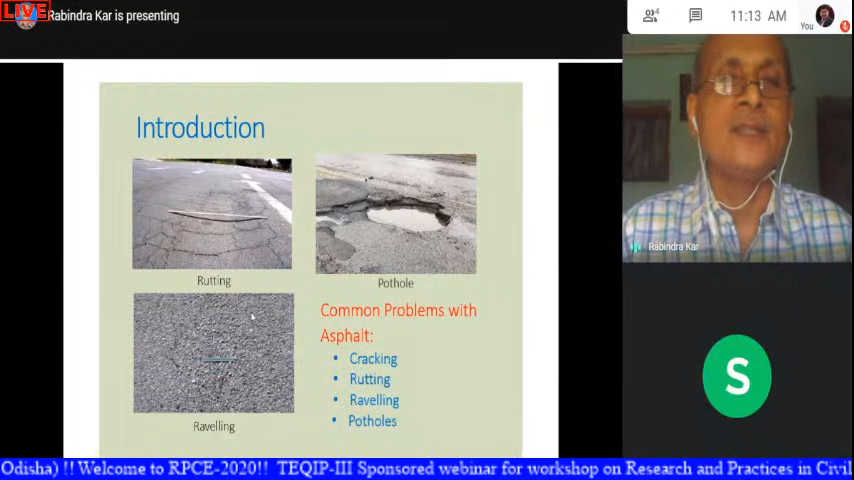 LIVE
Rabindra Kar is presenting
4
11:13 AM
You
Introduction
Rutting
Pothole
Common Problems with
Asphalt:
• Cracking
• Rutting
• Ravelling
• Potholes
Ravelling
Rabindra Kar
S
Odisha) !! Welcome to RPCE-2020!! TEQIP-III Sponsored webinar for workshop on Research and Practices in Civil